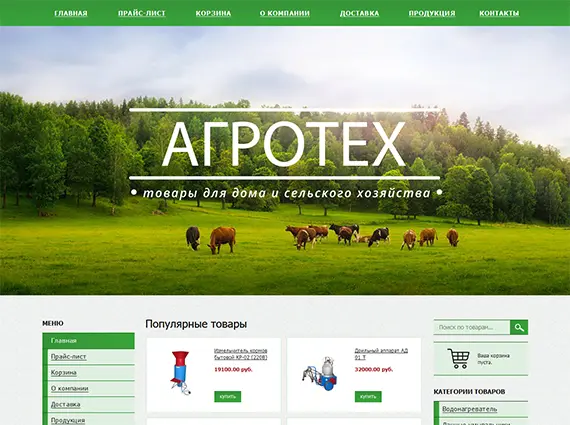 ГЛАВНАЯ ПРАЙС-ЛИСТ КОРЗИНА О КОМПАНИИ ДОСТАВКА ПРОДУКЦИЯ КОНТАКТЫ
АГРОТЕХ
• товары для дома и сельского хозяйства •
МЕНЮ
Главная
Прайс-лист
Корзина
О компании
Доставка
Продукция
Популярные товары
Измельчитель кормов
бытовой КР-02 (220В)
19100.00 руб.
КУПИТЬ
Доильный аппарат АД
01 Т
32000.00 руб.
КУПИТЬ
Поиск по товарам...
Ваша корзина
пуста.
КАТЕГОРИИ ТОВАРОВ
Водонагреватель